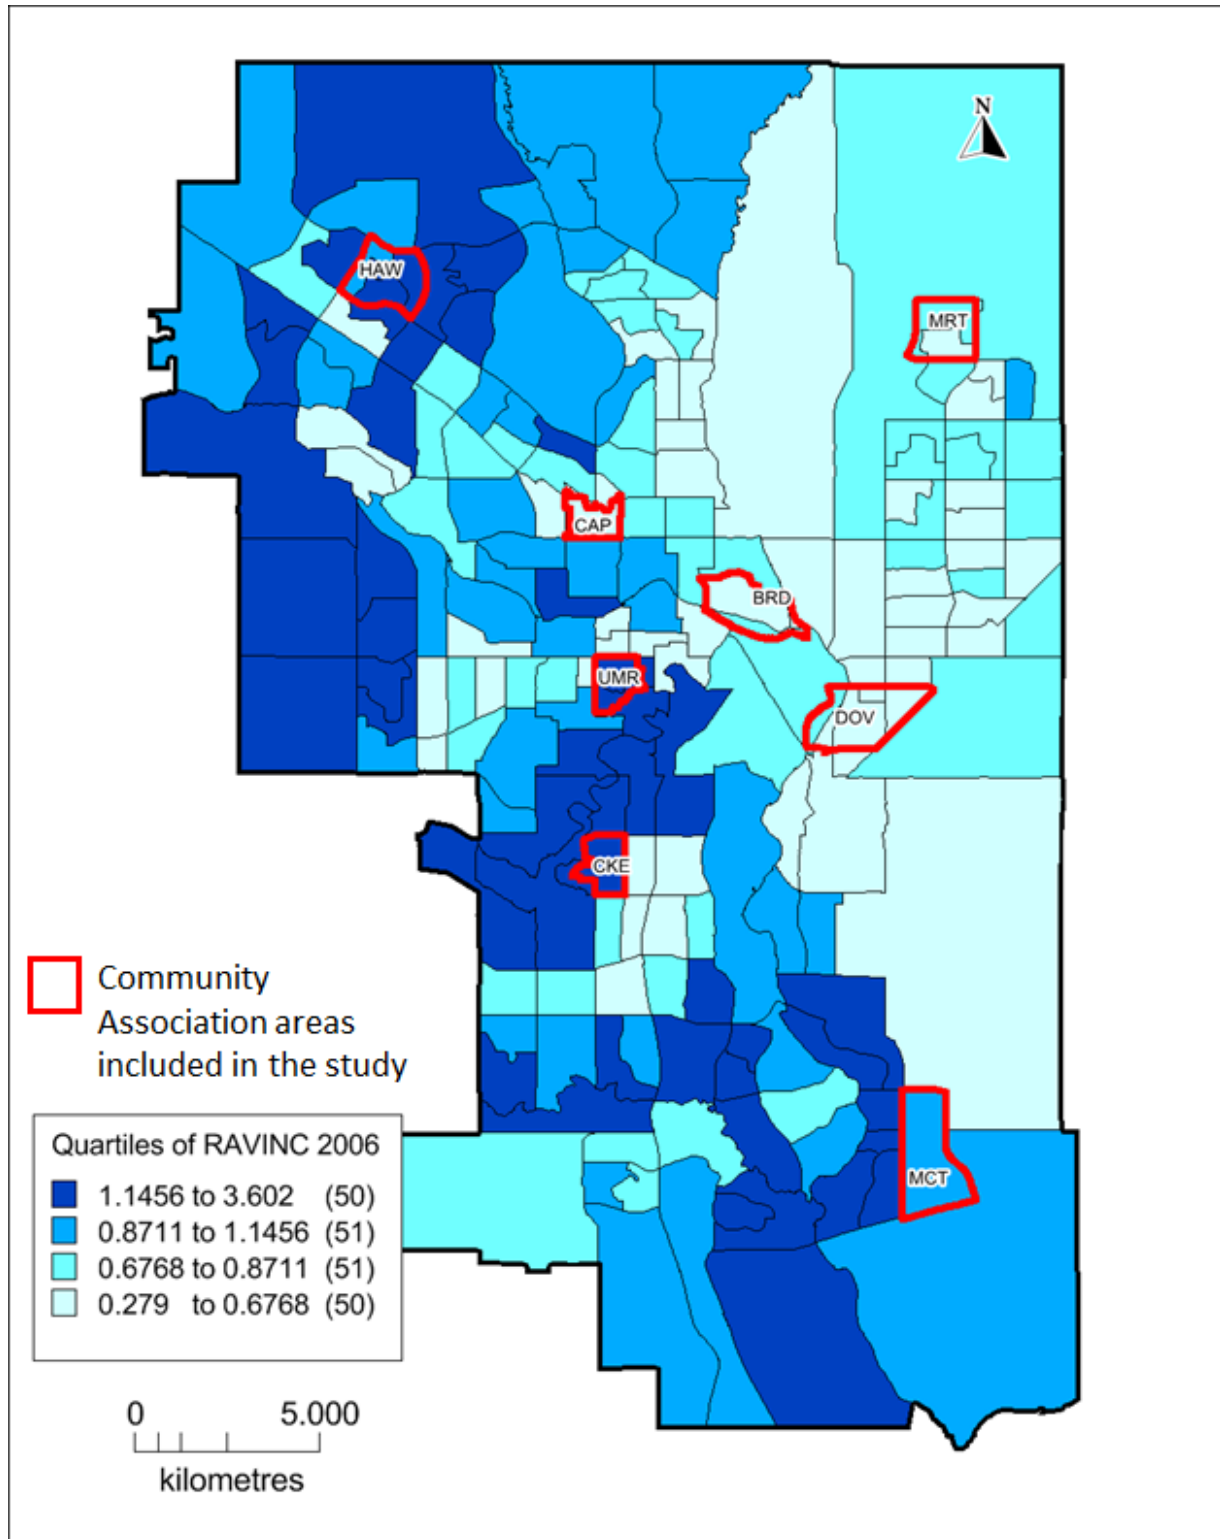 N
HAW
MRT
CAP
BRD
UMR
DOV
CKE
Community
Association areas
included in the study
Quartiles of RAVINC 2006
1.1456 to 3.602 (50)
0.8711 to 1.1456 (51)
0.6768 to 0.8711 (51)
0.279 to 0.6768 (50)
MCT
0 5.000
kilometres